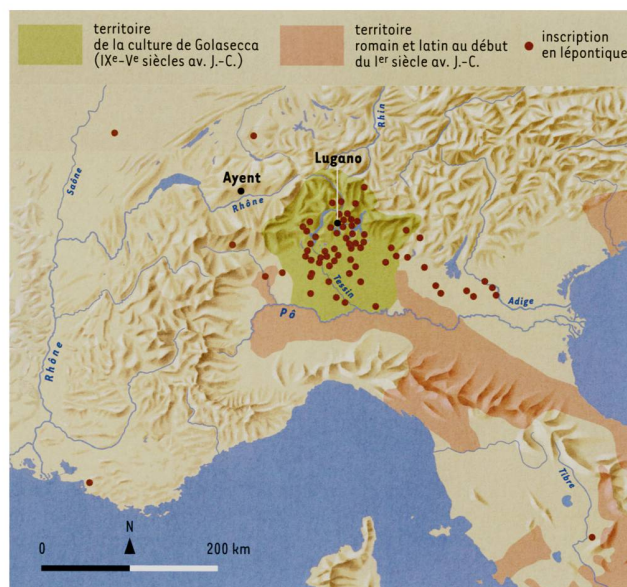 territoire
de la culture de Golasecca
(IXe-Ve siècles av. J.-C.)
territoire
romain et latin au début
du Ier siècle av. J.-C.
inscription
en lépontique
Rhin
Lugano
Saône
Ayent
Rhône
Tessin
Adige
Pô
Rhône
Tibre
N
0
200 km